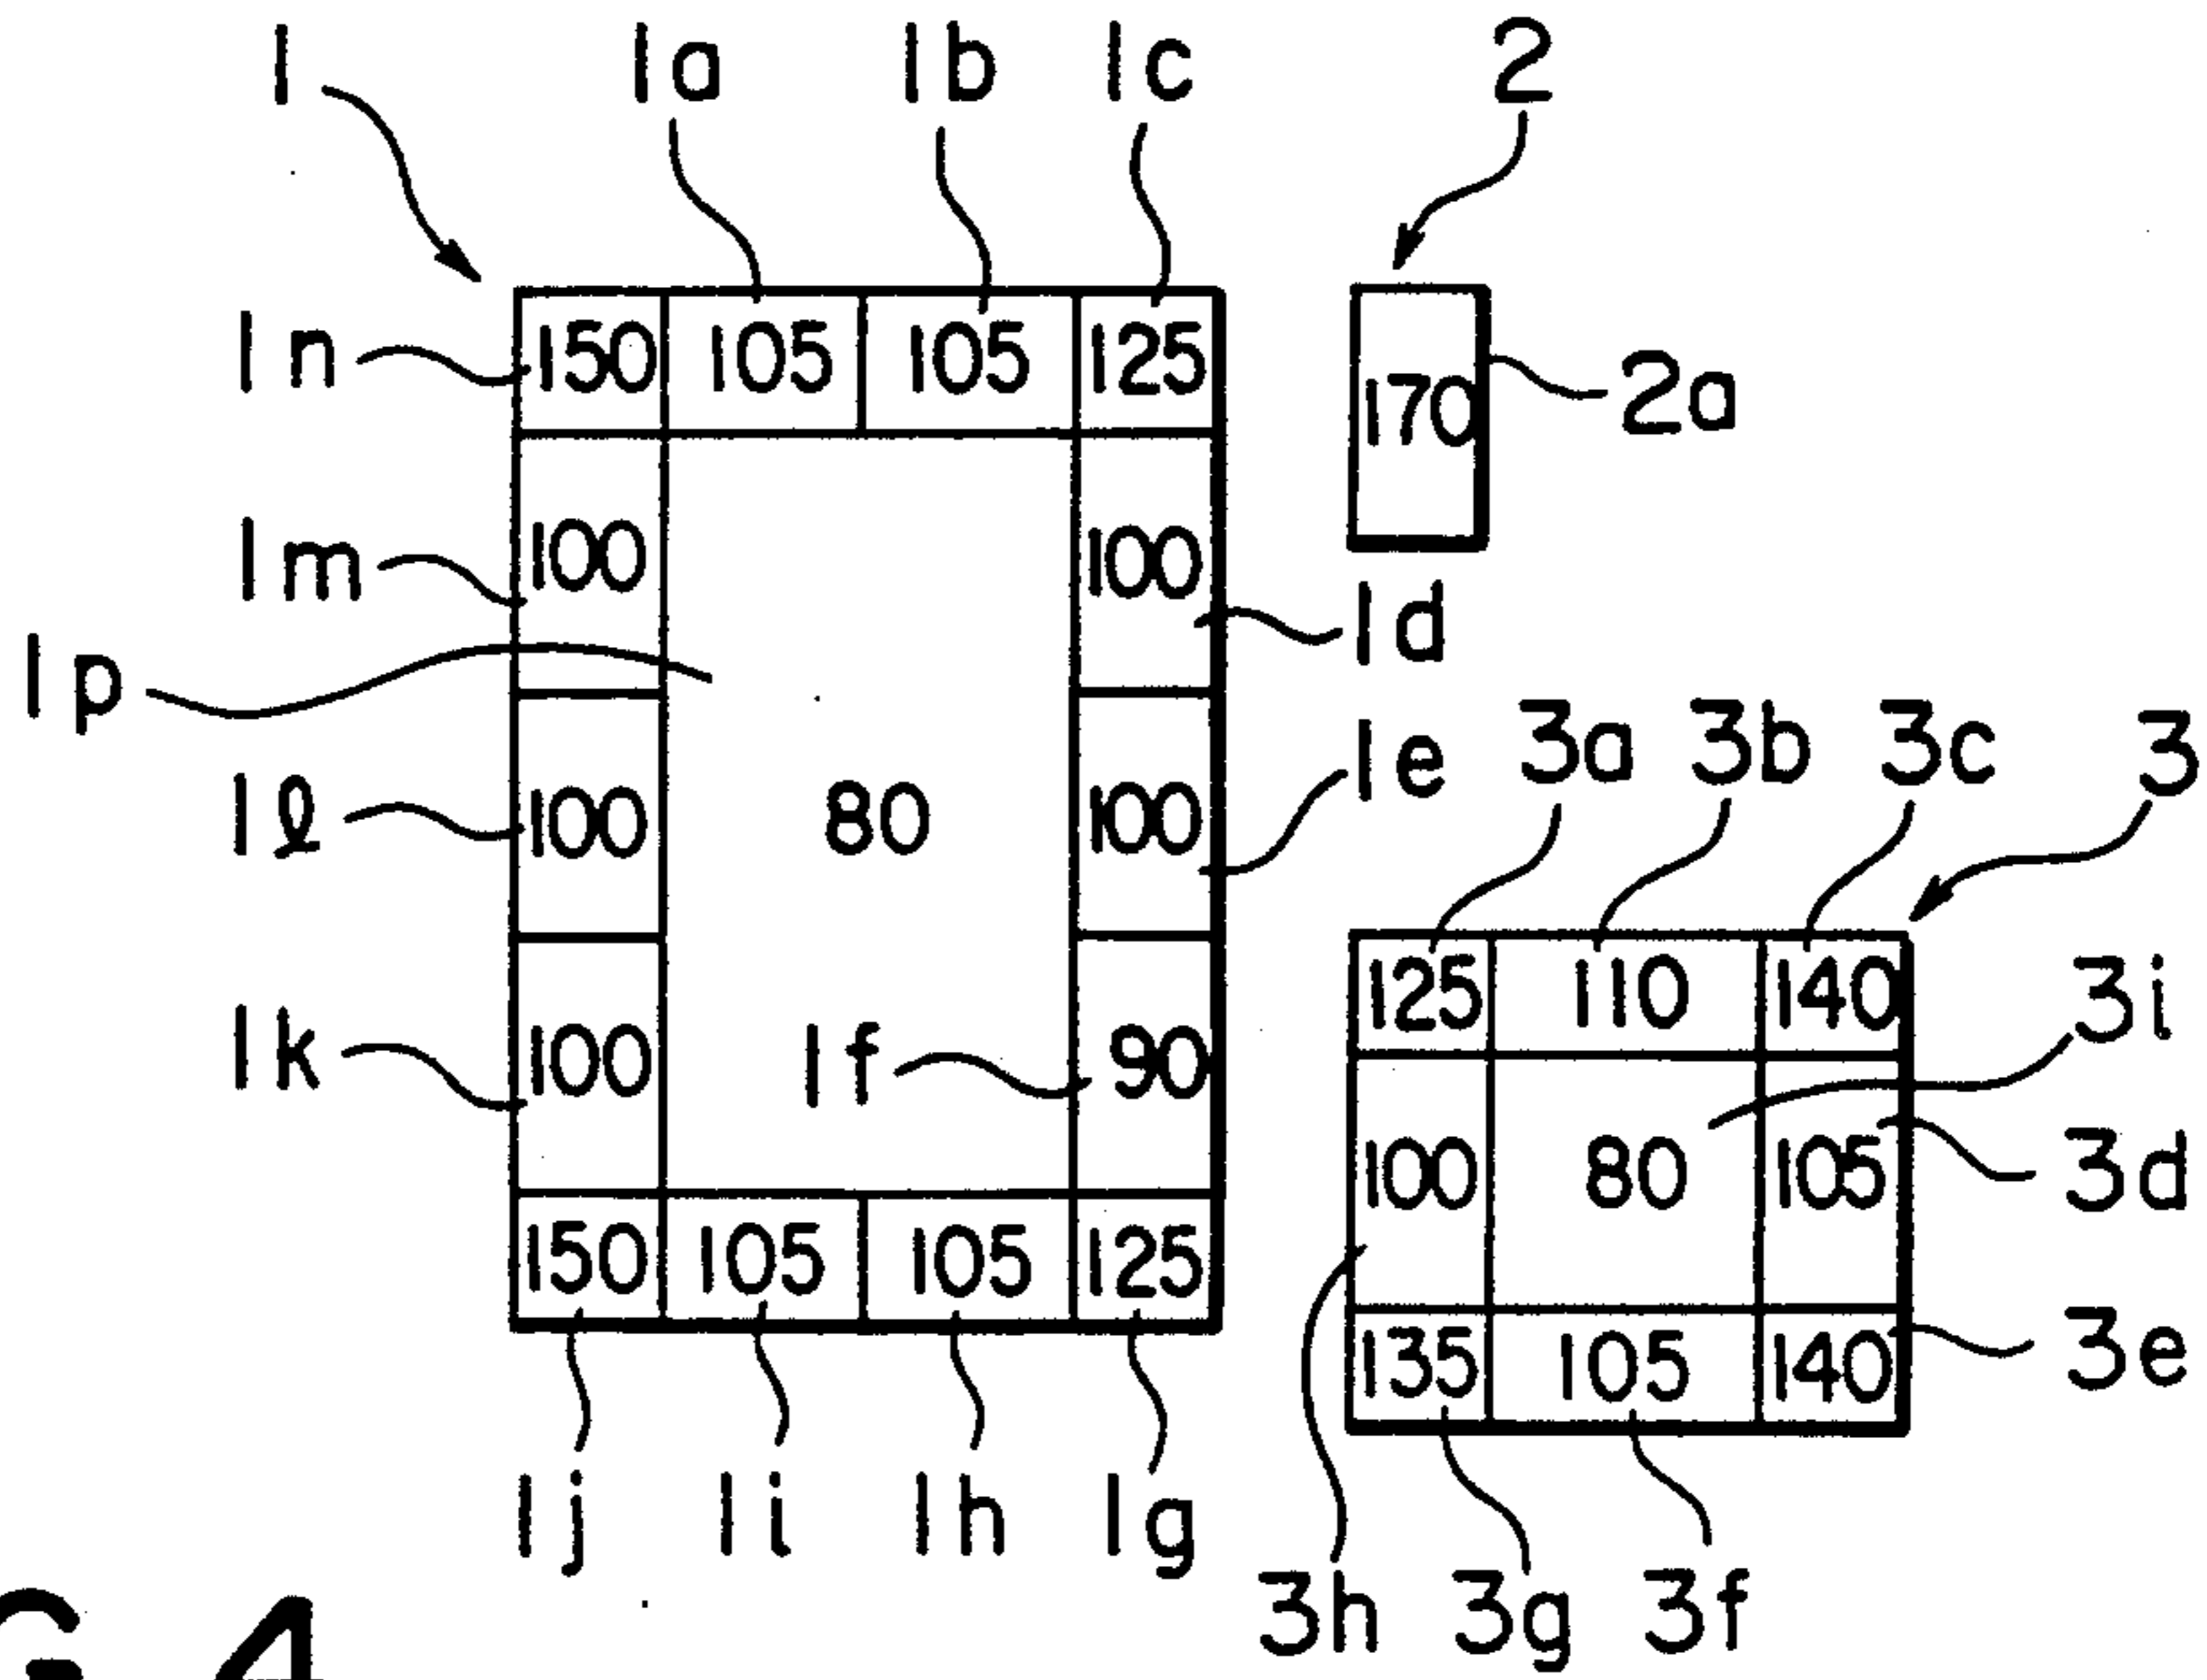 1 1a 1b 1c 2
1n 150 105 105 125
170 2a
1m 100 100
1d
1p
1e 3a 3b 3c 3
1ℓ 100 80 100
125 110 140 3i
1k 100 1f 90
100 80 105 3d
150 105 105 125
135 105 140 3e
1j 1i 1h 1g
3h 3g 3f
G 4